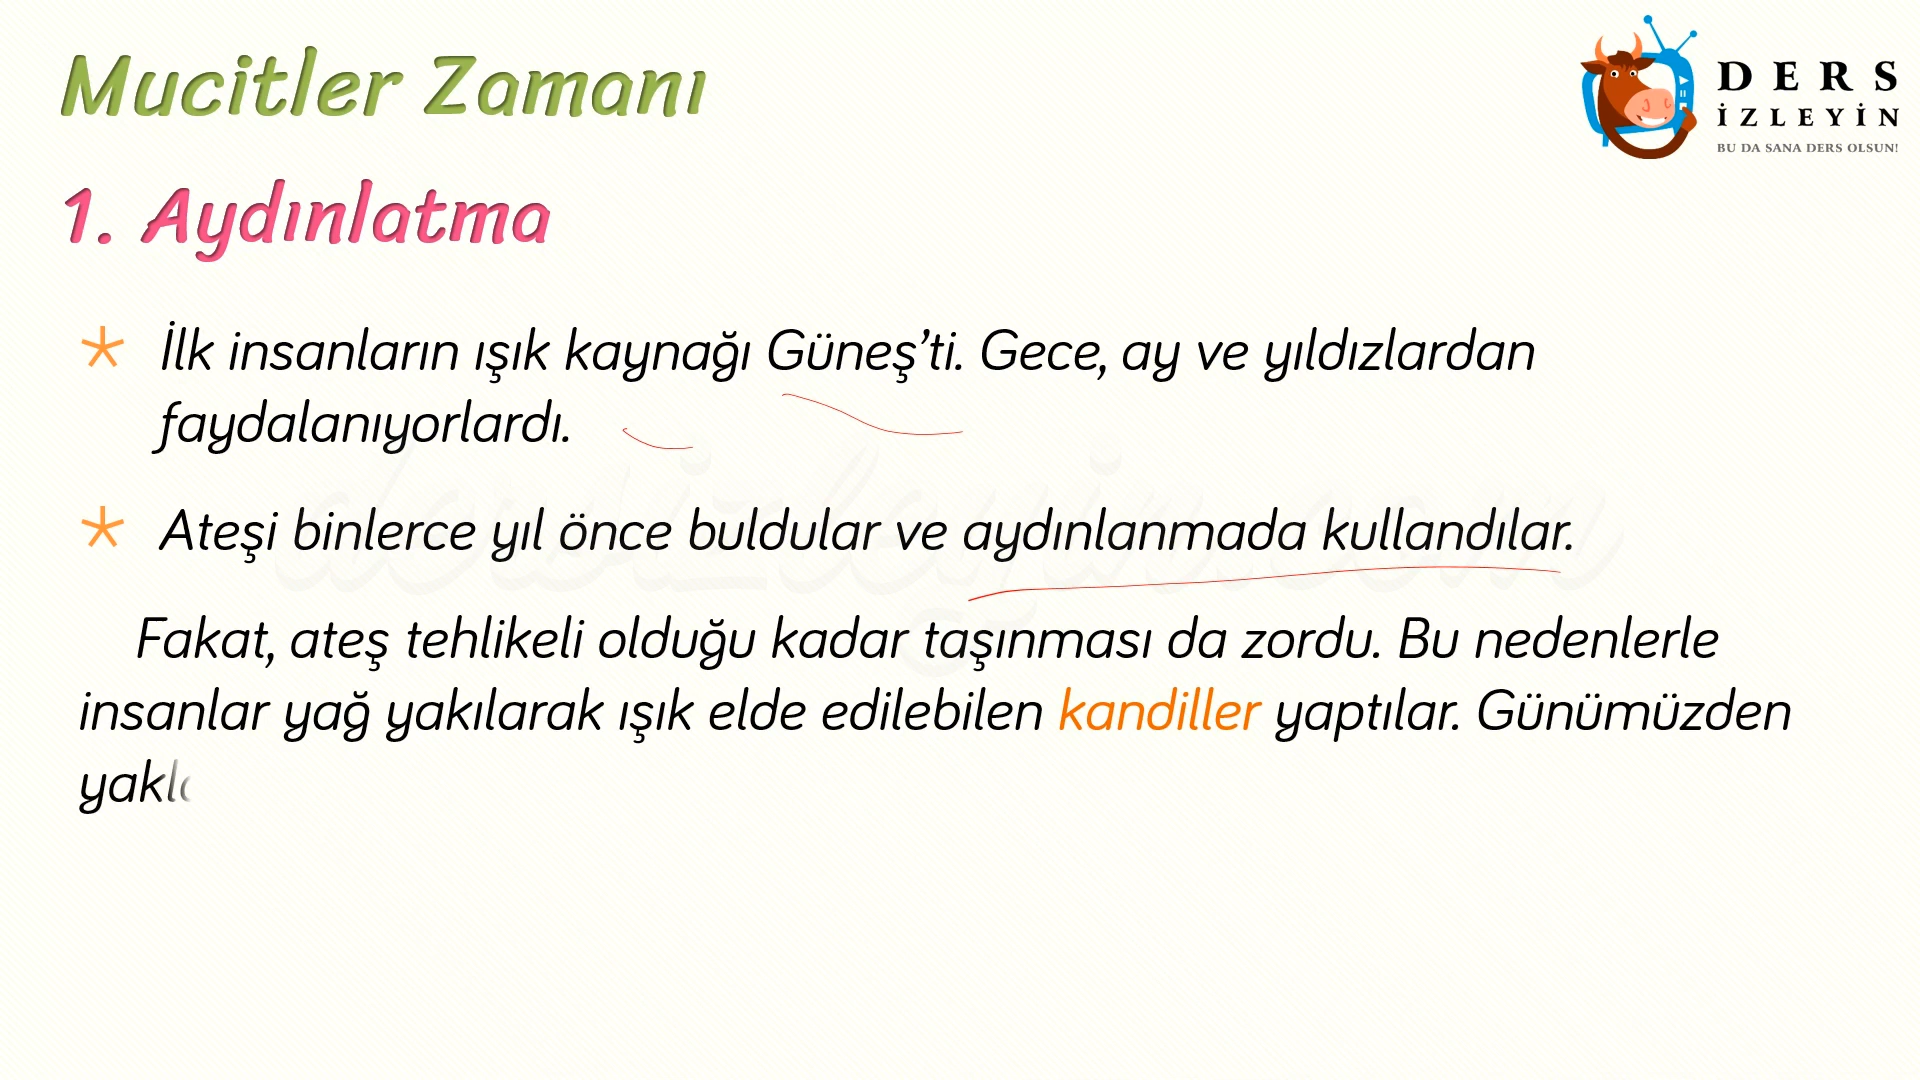 Mucitler Zamanı
DERS
İZLEYİN
BU DA SANA DERS OLSUN!
1. Aydınlatma
* İlk insanların ışık kaynağı Güneş’ti. Gece, ay ve yıldızlardan
faydalanıyorlardı.
dersizleyin.com
* Ateşi binlerce yıl önce buldular ve aydınlanmada kullandılar.
Fakat, ateş tehlikeli olduğu kadar taşınması da zordu. Bu nedenlerle
insanlar yağ yakılarak ışık elde edilebilen kandiller yaptılar. Günümüzden